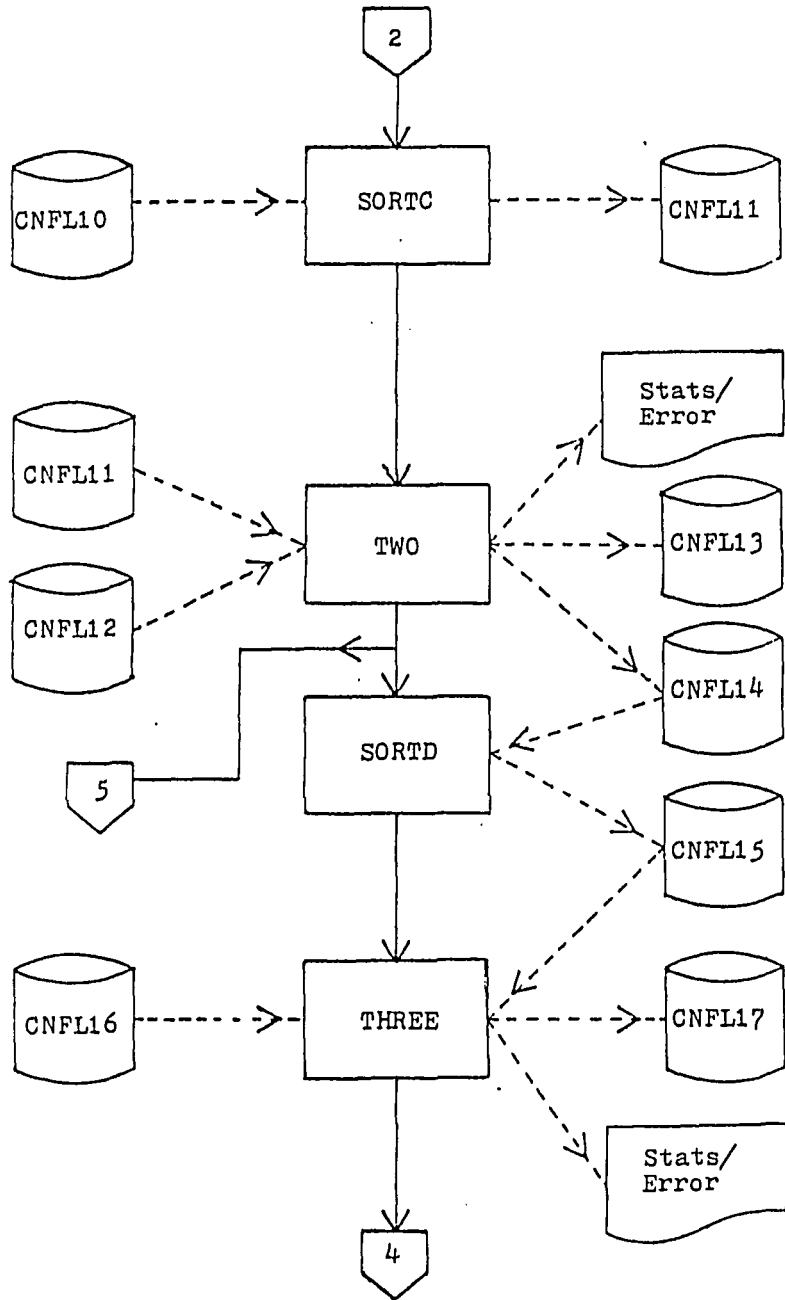 2
CNFL10
SORTC
CNFL11
Stats/
Error
CNFL11
TWO
CNFL13
CNFL12
CNFL14
SORTD
5
CNFL15
CNFL16
THREE
CNFL17
Stats/
Error
4